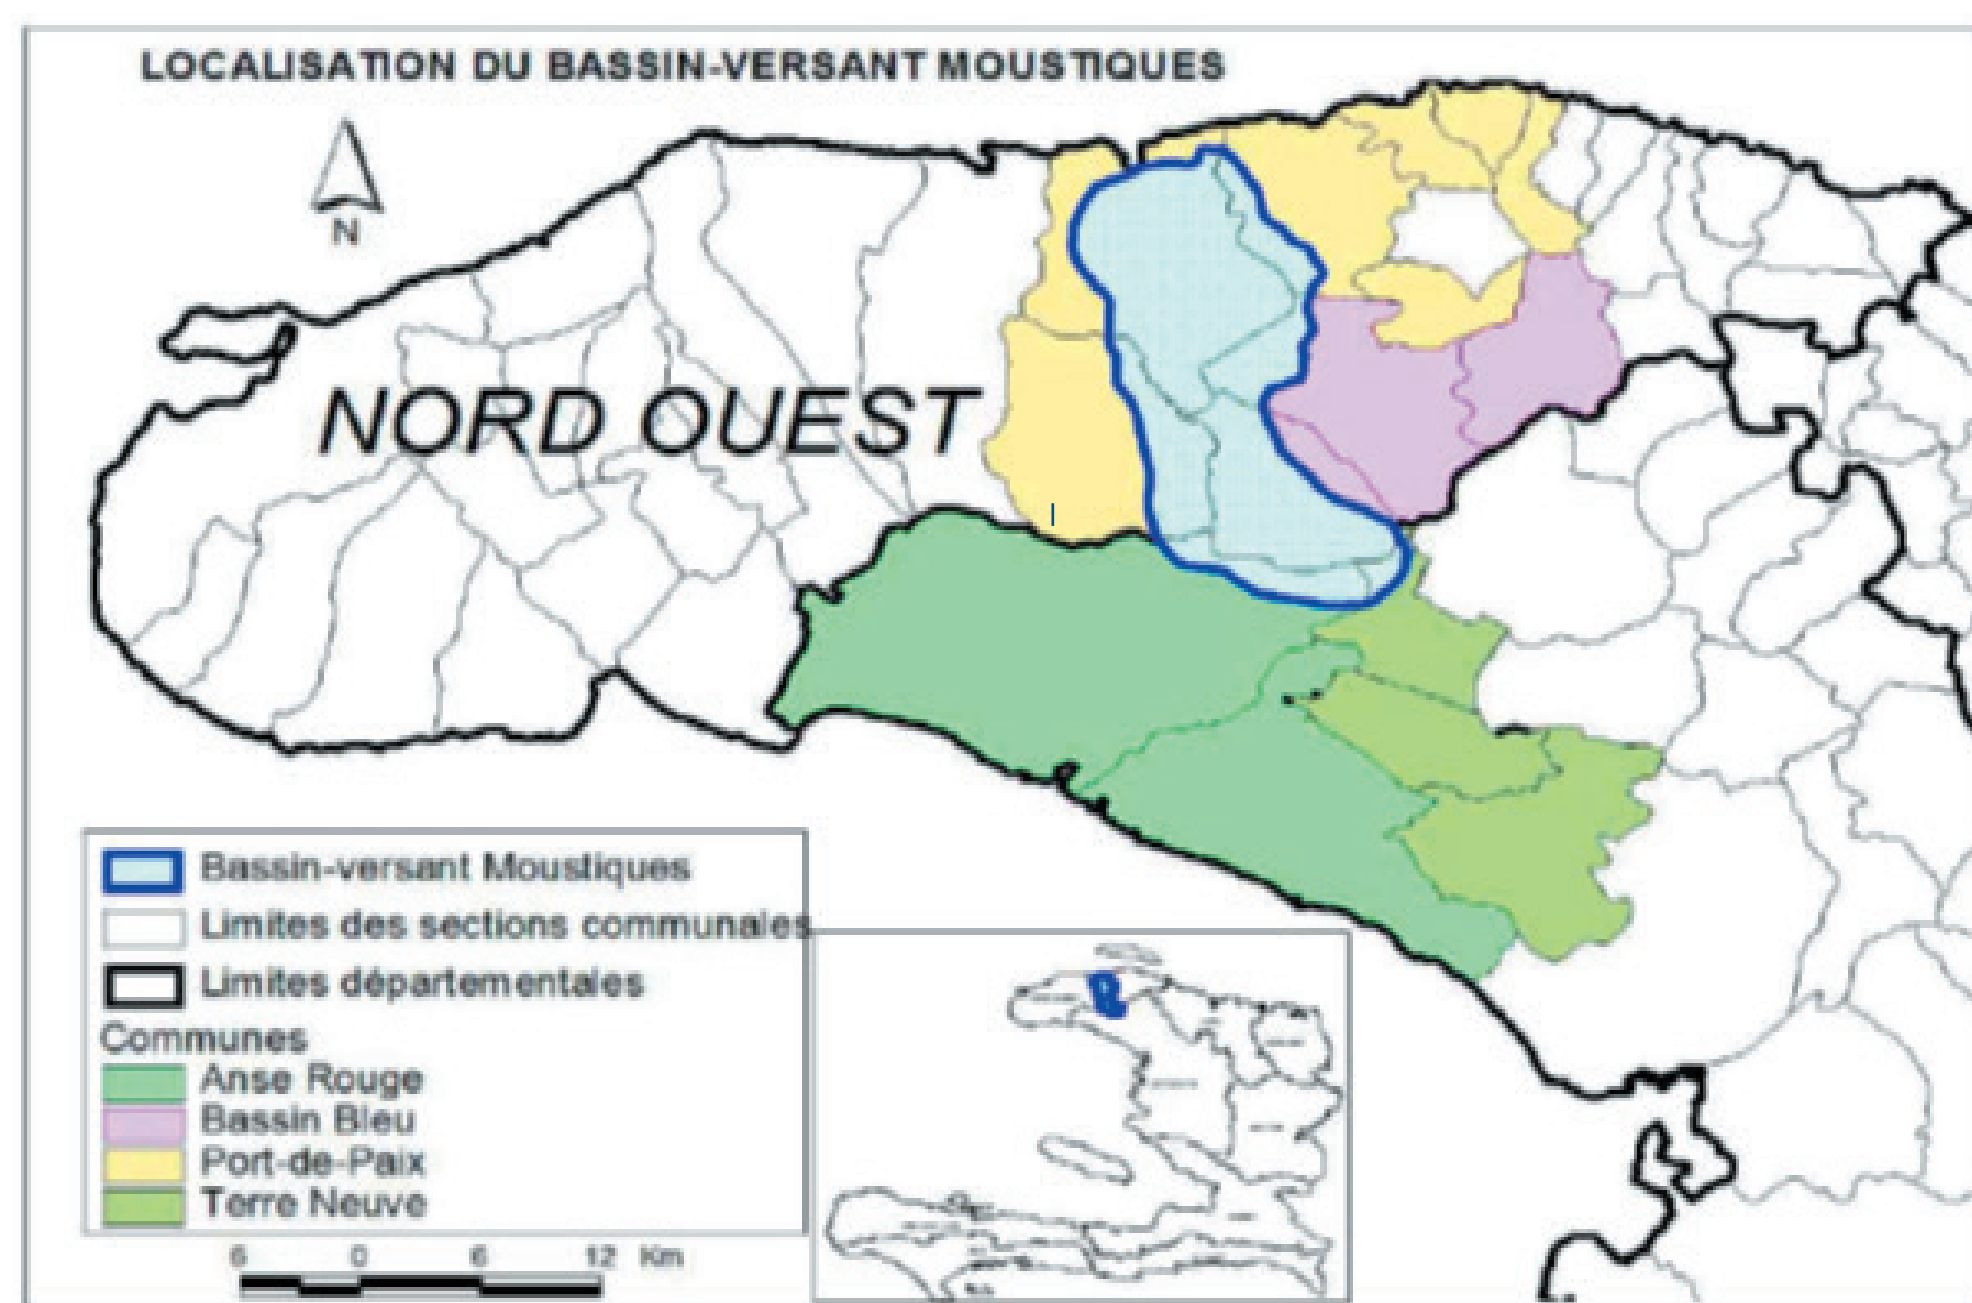 LOCALISATION DU BASSIN-VERSANT MOUSTIQUES
N
NORD OUEST
Bassin-versant Moustiques
Limites des sections communales
Limites départementales
Communes
Anse Rouge
Bassin Bleu
Port-de-Paix
Terre Neuve
6 0 6 12 Km